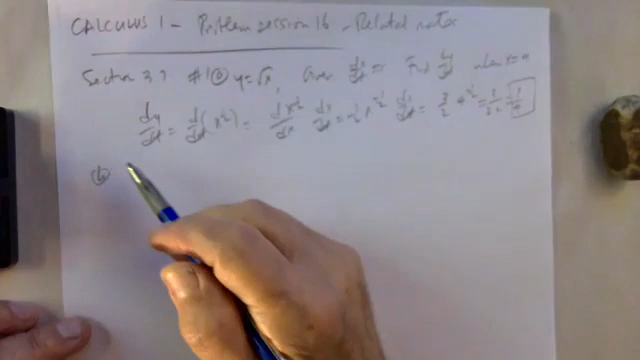 CALCULUS 1 - Problem session 16 - Related rates
Section 3.7 #1 ⓐ y=√x, Given dx/dt = Find dy/dt when x=4
dy/dt = d/dt (x^½) = dx^½/dx dx/dt = ½ x^-½ dx/dt = 3/2 4^-½ = 3/2·2 = 3/4
ⓑ